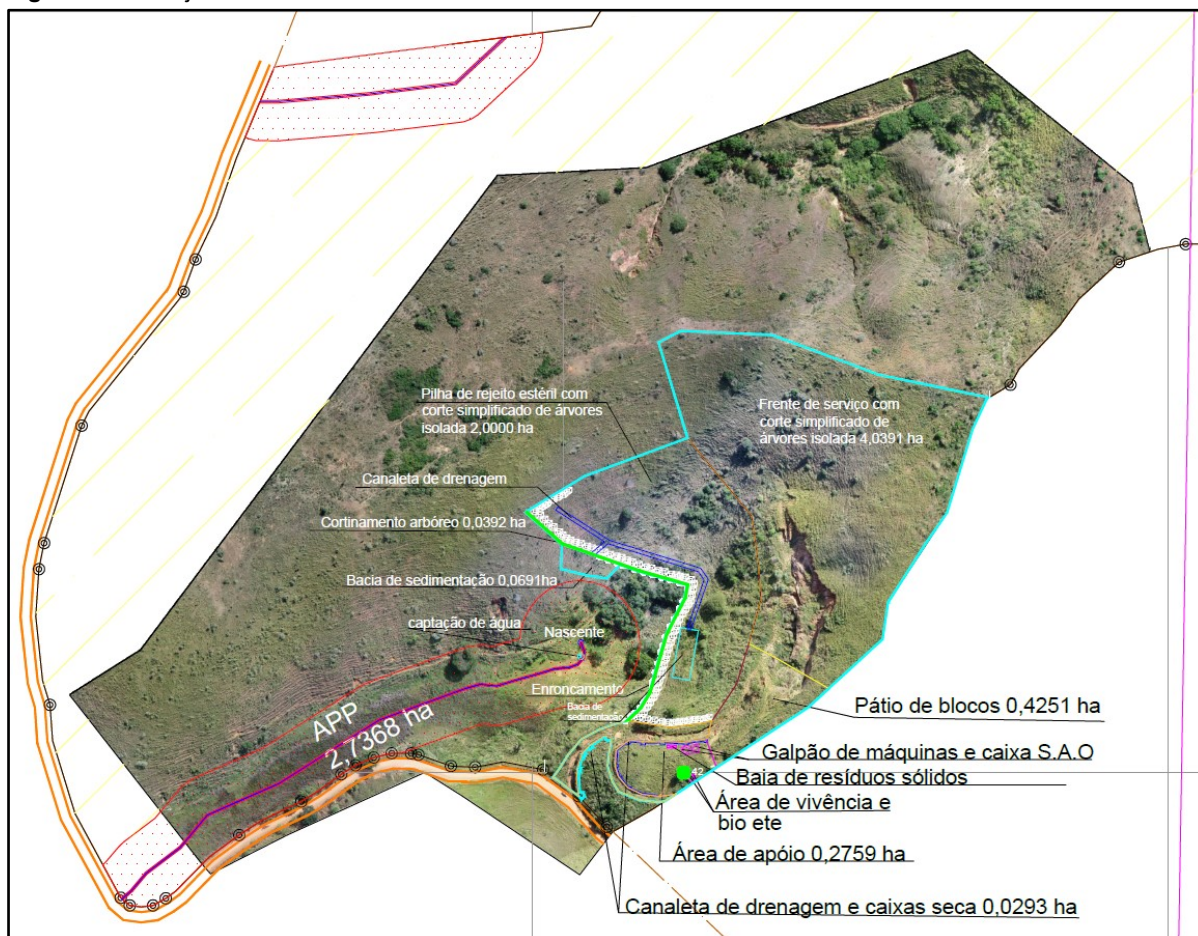 Pilha de rejeito estéril com
corte simplificado de árvores
isolada 2,0000 ha
Frente de serviço com
corte simplificado de
árvores isolada 4,0391 ha
Canaleta de drenagem
Cortinamento arbóreo 0,0392 ha
Bacia de sedimentação 0,0691ha
captação de água
Nascente
Enroncamento
Bacia de
sedimentação
APP
2,7368 ha
Pátio de blocos 0,4251 ha
Galpão de máquinas e caixa S.A.O
Baia de resíduos sólidos
42
Área de vivência e
bio ete
Área de apóio 0,2759 ha
Canaleta de drenagem e caixas seca 0,0293 ha